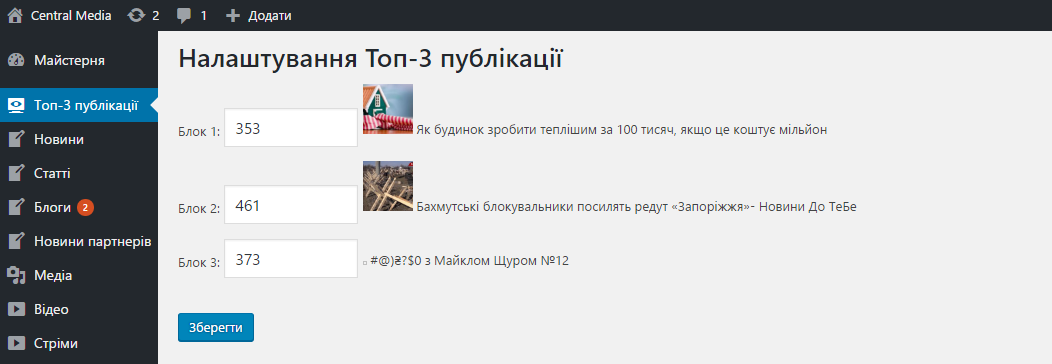 Central Media 2 1 + Додати
Майстерня
Топ-3 публікації
Новини
Статті
Блоги 2
Новини партнерів
Медіа
Відео
Стріми
Налаштування Топ-3 публікації
Блок 1: 353 Як будинок зробити теплішим за 100 тисяч, якщо це коштує мільйон
Блок 2: 461 Бахмутські блокувальники посилять редут «Запоріжжя»- Новини До ТеБе
Блок 3: 373 #@)₴?$0 з Майклом Щуром №12
Зберегти